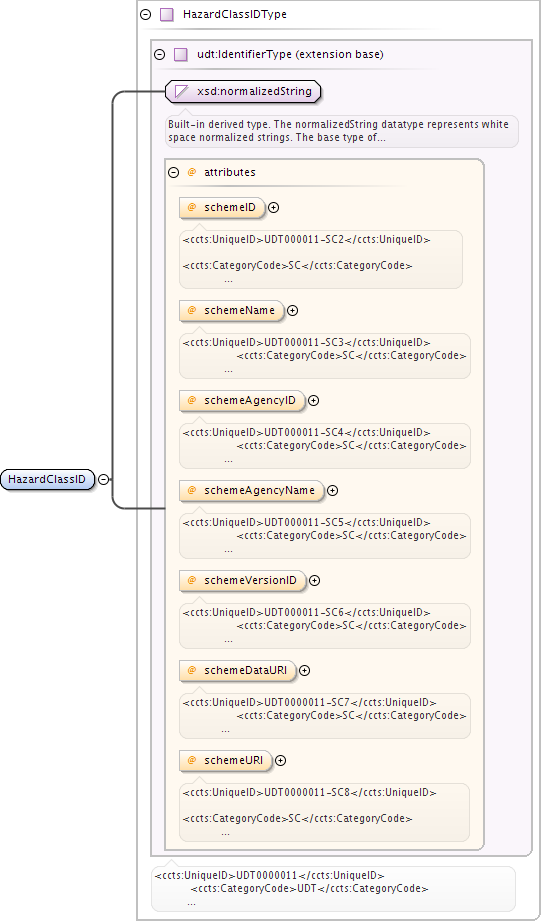 HazardClassIDType
udt:IdentifierType (extension base)
xsd:normalizedString
Built-in derived type. The normalizedString datatype represents white
space normalized strings. The base type of...
@ attributes
@ schemeID
<ccts:UniqueID>UDT000011-SC2</ccts:UniqueID>
<ccts:CategoryCode>SC</ccts:CategoryCode>
...
@ schemeName
<ccts:UniqueID>UDT000011-SC3</ccts:UniqueID>
<ccts:CategoryCode>SC</ccts:CategoryCode>
...
@ schemeAgencyID
<ccts:UniqueID>UDT000011-SC4</ccts:UniqueID>
<ccts:CategoryCode>SC</ccts:CategoryCode>
...
HazardClassID
@ schemeAgencyName
<ccts:UniqueID>UDT000011-SC5</ccts:UniqueID>
<ccts:CategoryCode>SC</ccts:CategoryCode>
...
@ schemeVersionID
<ccts:UniqueID>UDT000011-SC6</ccts:UniqueID>
<ccts:CategoryCode>SC</ccts:CategoryCode>
...
@ schemeDataURI
<ccts:UniqueID>UDT0000011-SC7</ccts:UniqueID>
<ccts:CategoryCode>SC</ccts:CategoryCode>
...
@ schemeURI
<ccts:UniqueID>UDT0000011-SC8</ccts:UniqueID>
<ccts:CategoryCode>SC</ccts:CategoryCode>
...
<ccts:UniqueID>UDT0000011</ccts:UniqueID>
<ccts:CategoryCode>UDT</ccts:CategoryCode>
...